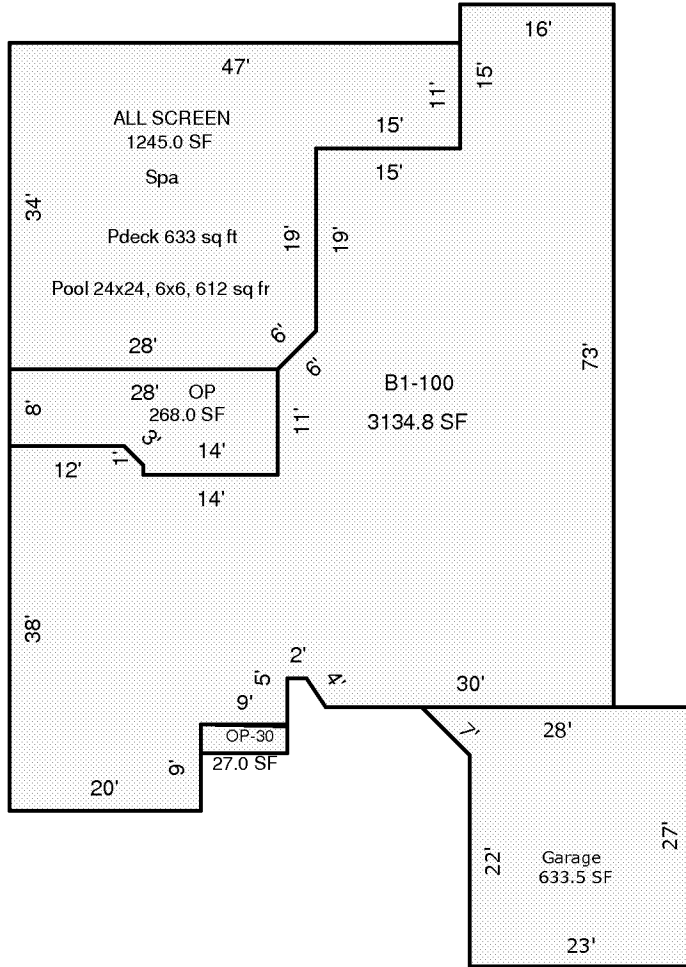 16'
47'
15'
11'
ALL SCREEN
1245.0 SF
15'
15'
Spa
34'
19'
19'
Pdeck 633 sq ft
Pool 24x24, 6x6, 612 sq fr
6'
28'
6'
73'
28'
OP
268.0 SF
8'
B1-100
3134.8 SF
11'
3'
14'
1'
12'
14'
38'
2'
5'
4'
30'
9'
OP-30
27.0 SF
9'
20'
7'
28'
27'
22'
Garage
633.5 SF
23'